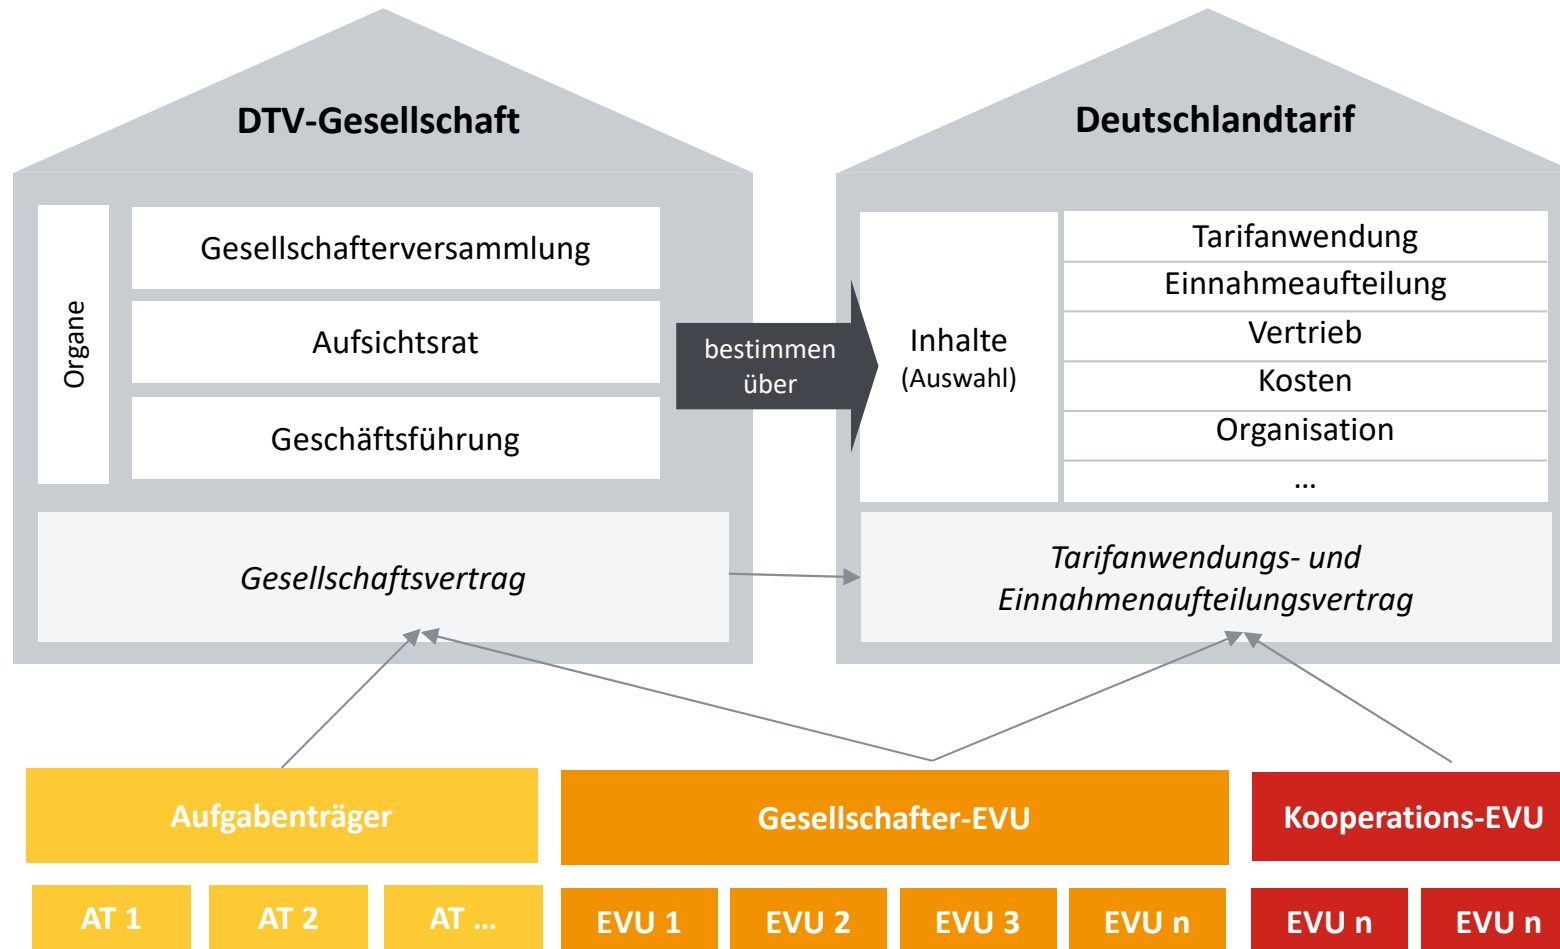 DTV-Gesellschaft
Organe
Gesellschafterversammlung
Aufsichtsrat
Geschäftsführung
Gesellschaftsvertrag
bestimmen
über
Deutschlandtarif
Inhalte
(Auswahl)
Tarifanwendung
Einnahmeaufteilung
Vertrieb
Kosten
Organisation
...
Tarifanwendungs- und
Einnahmenaufteilungsvertrag
Aufgabenträger
Gesellschafter-EVU
Kooperations-EVU
AT 1
AT 2
AT ...
EVU 1
EVU 2
EVU 3
EVU n
EVU n
EVU n